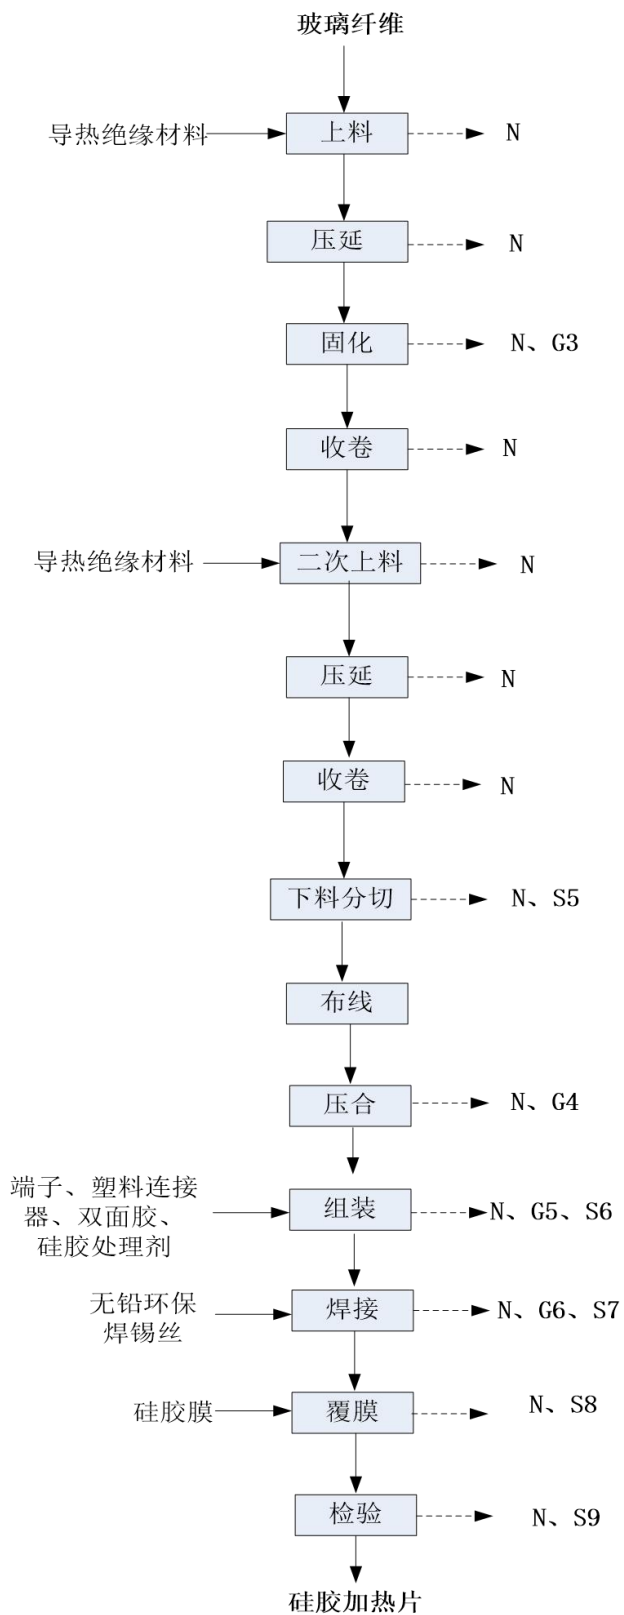 玻璃纤维
导热绝缘材料
上料
N
压延
N
固化
N、G3
收卷
N
导热绝缘材料
二次上料
N
压延
N
收卷
N
下料分切
N、S5
布线
压合
N、G4
端子、塑料连接
器、双面胶、
硅胶处理剂
组装
N、G5、S6
无铅环保
焊锡丝
焊接
N、G6、S7
硅胶膜
覆膜
N、S8
检验
N、S9
硅胶加热片